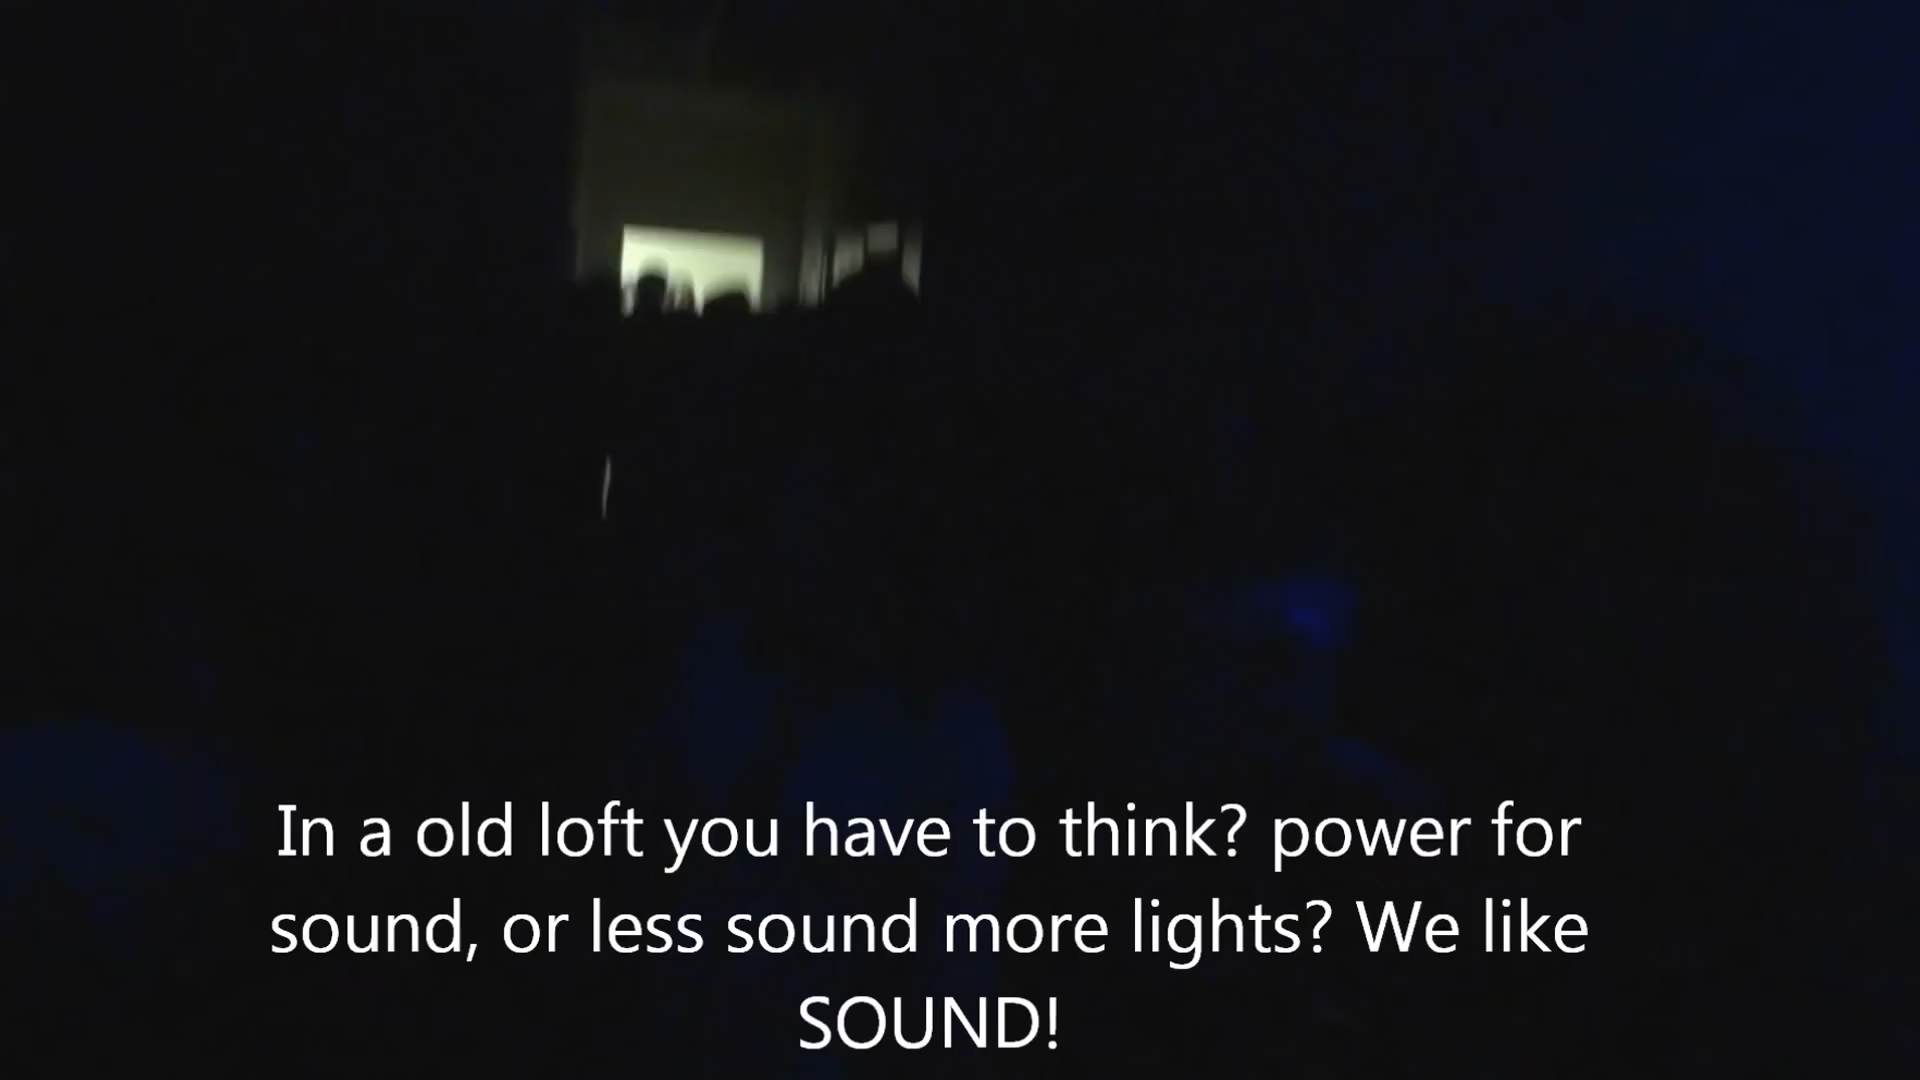 In a old loft you have to think? power for
sound, or less sound more lights? We like
SOUND!